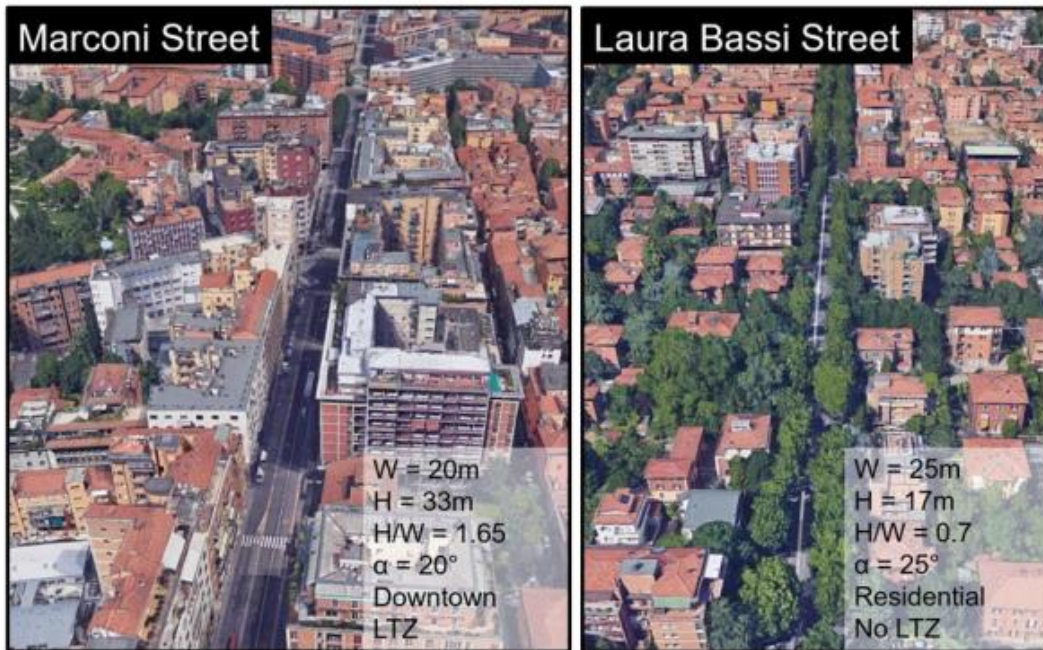 Marconi Street
W = 20m
H = 33m
H/W = 1.65
α = 20°
Downtown
LTZ
Laura Bassi Street
W = 25m
H = 17m
H/W = 0.7
α = 25°
Residential
No LTZ